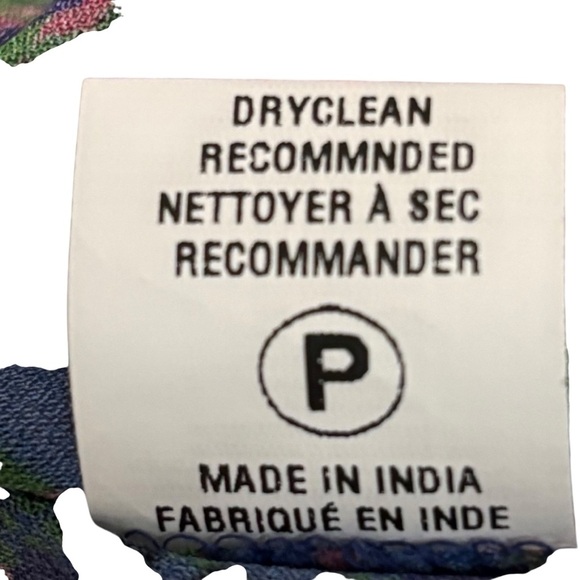 DRYCLEAN
RECOMMNDED
NETTOYER À SEC
RECOMMANDER
P
MADE IN INDIA
FABRIQUÉ EN INDE